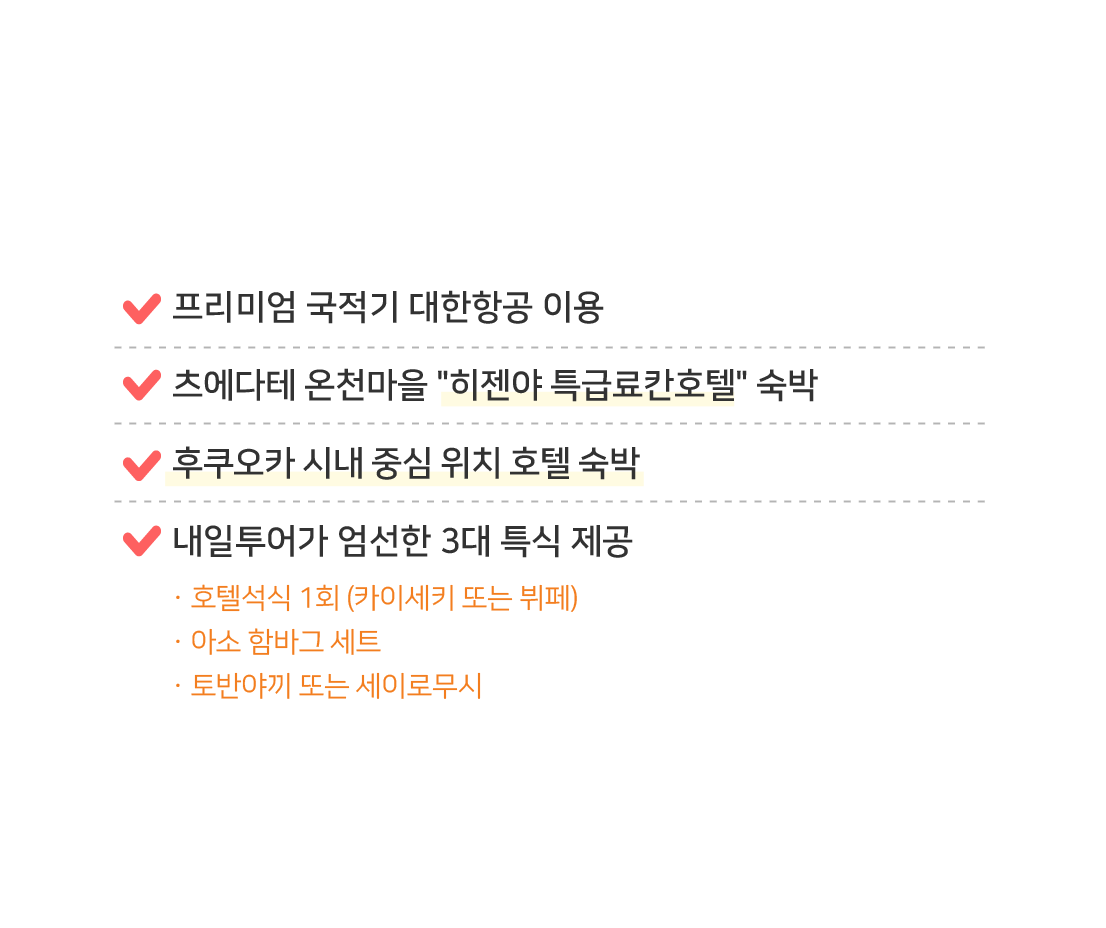 프리미엄 국적기 대한항공 이용
츠에다테 온천마을 "히젠야 특급료칸호텔" 숙박
후쿠오카 시내 중심 위치 호텔 숙박
내일투어가 엄선한 3대 특식 제공
· 호텔석식 1회 (카이세키 또는 뷔페)
· 아소 함바그 세트
· 토반야끼 또는 세이로무시